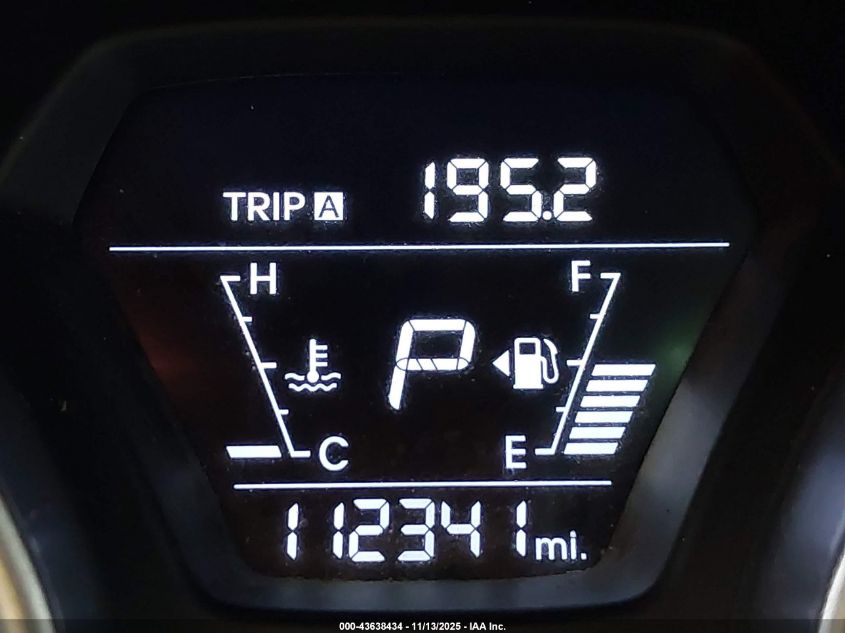 TRIP A 195.2
H F
P
C E
112341 mi.
000-43638434 - 11/13/2025 - IAA Inc.